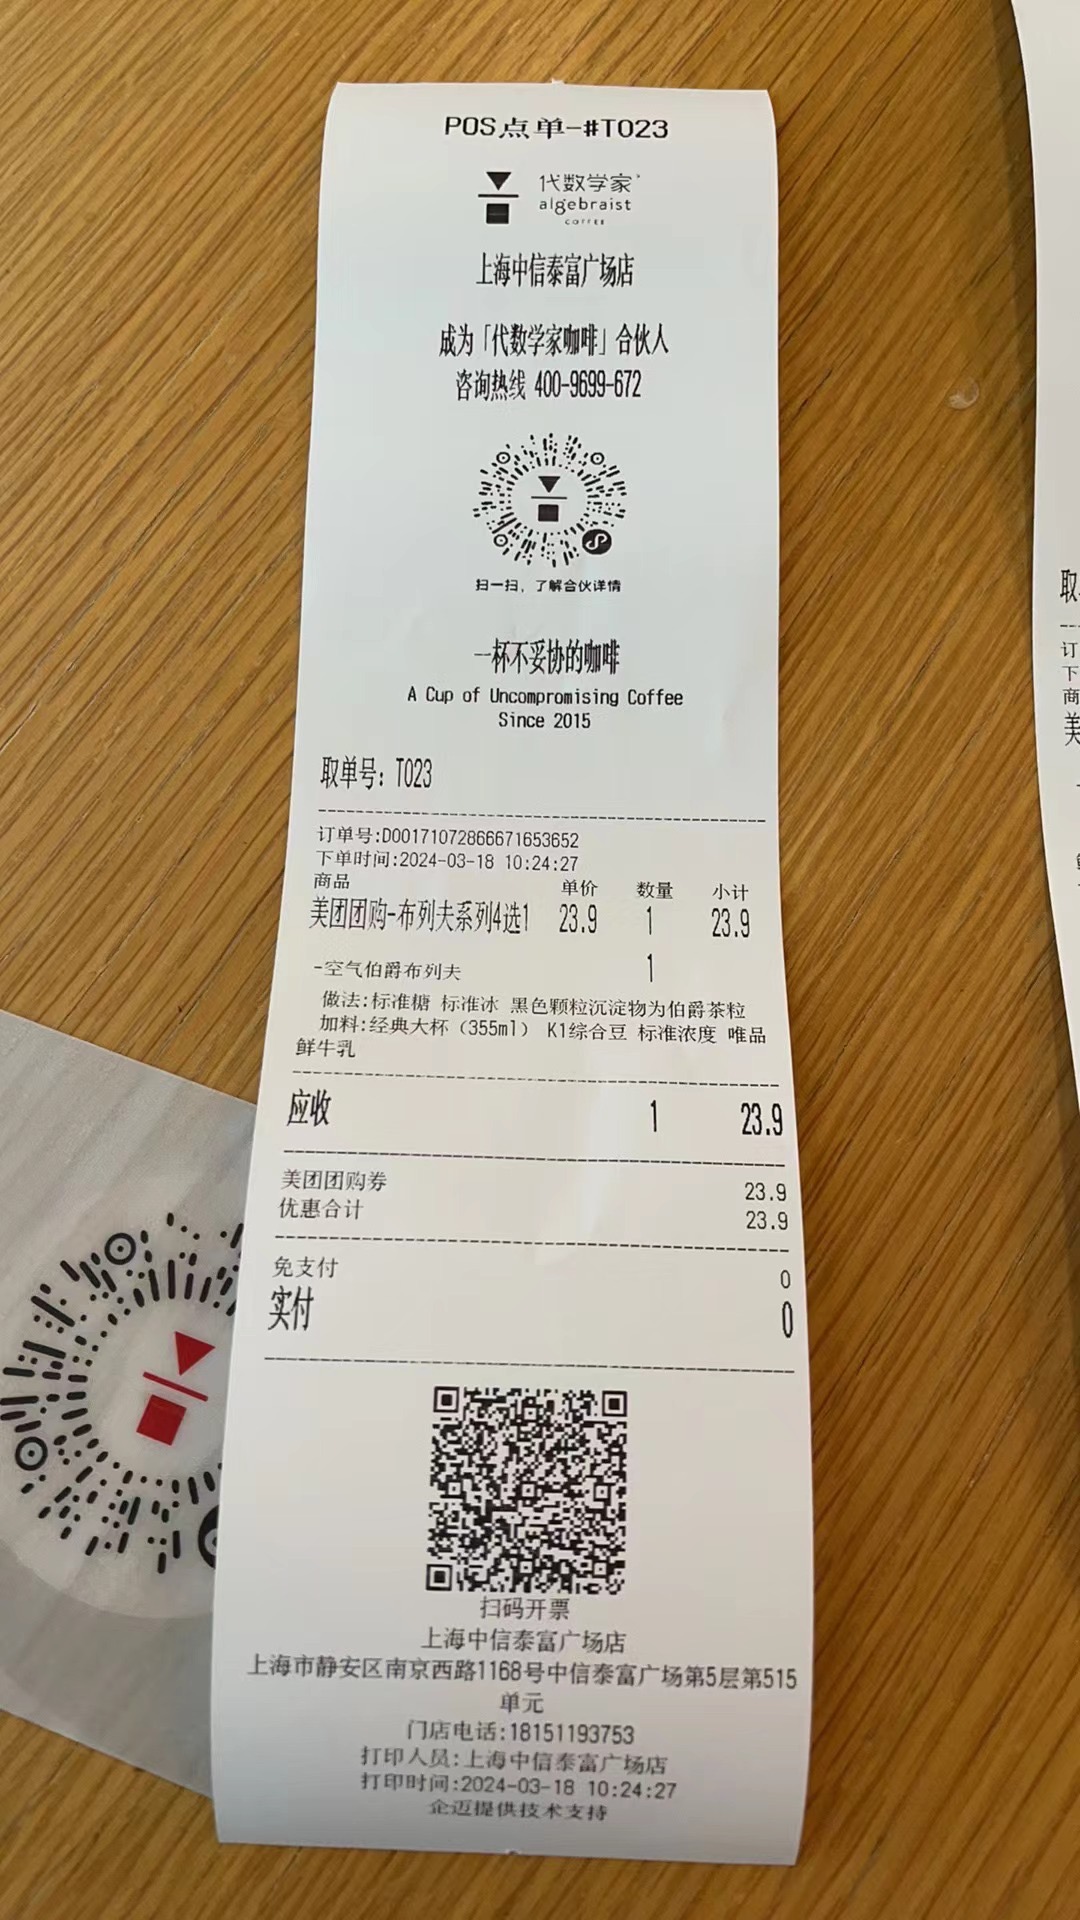 POS点单-#T023
代数学家
algebraist
COFFEE
上海中信泰富广场店
成为「代数学家咖啡」合伙人
咨询热线 400-9699-672
扫一扫，了解合伙详情
一杯不妥协的咖啡
A Cup of Uncompromising Coffee
Since 2015
取单号：T023
订单号:D00171072866671653652
下单时间:2024-03-18 10:24:27
商品 单价 数量 小计
美团团购-布列夫系列4选1 23.9 1 23.9
-空气伯爵布列夫 1
做法:标准糖 标准冰 黑色颗粒沉淀物为伯爵茶粒
加料:经典大杯（355ml） K1综合豆 标准浓度 唯品
鲜牛乳
应收 1 23.9
美团团购券 23.9
优惠合计 23.9
免支付 0
实付 0
扫码开票
上海中信泰富广场店
上海市静安区南京西路1168号中信泰富广场第5层第515
单元
门店电话:18151193753
打印人员:上海中信泰富广场店
打印时间:2024-03-18 10:24:27
企迈提供技术支持
取
订
下
商
美